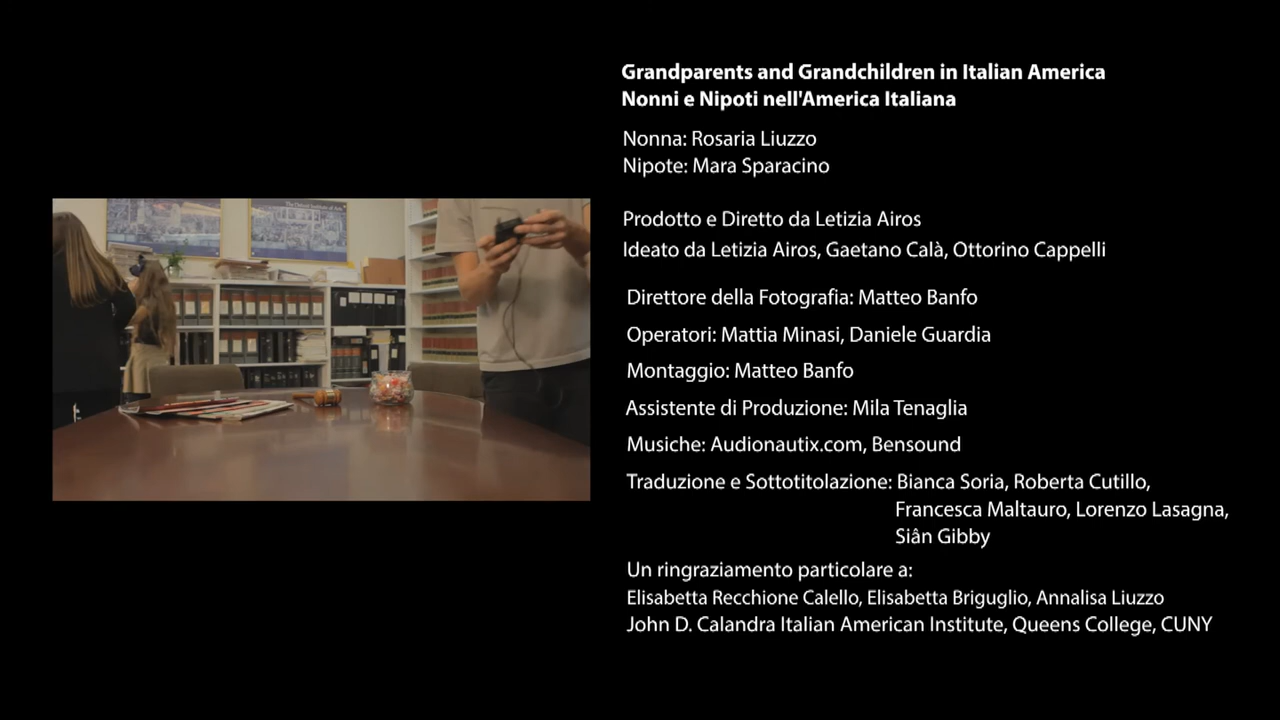 Grandparents and Grandchildren in Italian America
Nonni e Nipoti nell'America Italiana
Nonna: Rosaria Liuzzo
Nipote: Mara Sparacino
Prodotto e Diretto da Letizia Airos
Ideato da Letizia Airos, Gaetano Calà, Ottorino Cappelli
Direttore della Fotografia: Matteo Banfo
Operatori: Mattia Minasi, Daniele Guardia
Montaggio: Matteo Banfo
Assistente di Produzione: Mila Tenaglia
Musiche: Audionautix.com, Bensound
Traduzione e Sottotitolazione: Bianca Soria, Roberta Cutillo,
Francesca Maltauro, Lorenzo Lasagna,
Siân Gibby
Un ringraziamento particolare a:
Elisabetta Recchione Calello, Elisabetta Briguglio, Annalisa Liuzzo
John D. Calandra Italian American Institute, Queens College, CUNY